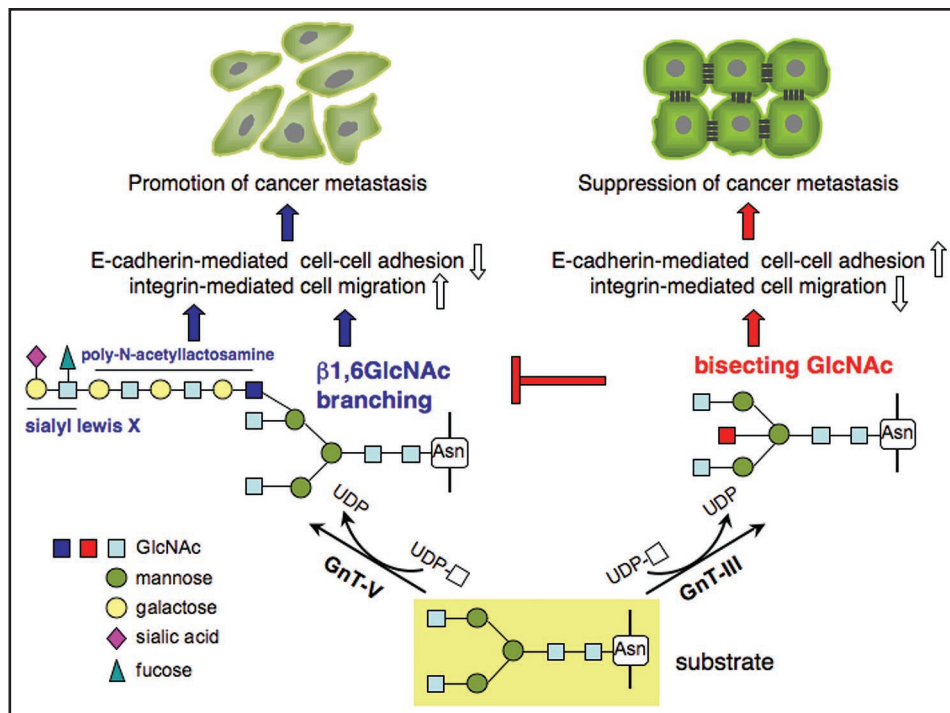 Promotion of cancer metastasis
Suppression of cancer metastasis
E-cadherin-mediated cell-cell adhesion
integrin-mediated cell migration
E-cadherin-mediated cell-cell adhesion
integrin-mediated cell migration
poly-N-acetyllactosamine
sialyl lewis X
β1,6GlcNAc
branching
bisecting GlcNAc
Asn
Asn
UDP
UDP-
GnT-V
UDP
UDP-
GnT-III
GlcNAc
mannose
galactose
sialic acid
fucose
Asn
substrate